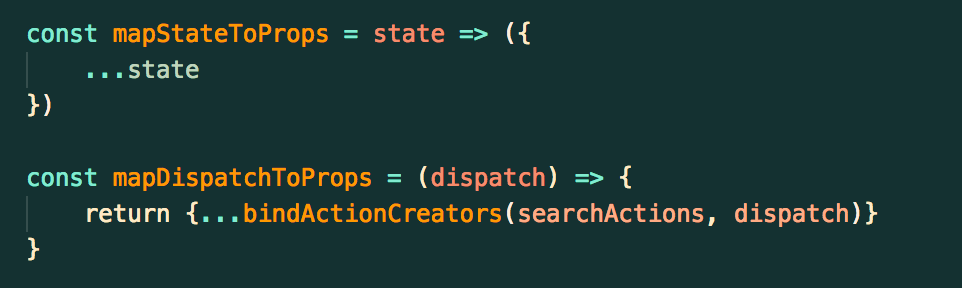 const mapStateToProps = state => ({
    ...state
})

const mapDispatchToProps = (dispatch) => {
    return {...bindActionCreators(searchActions, dispatch)}
}